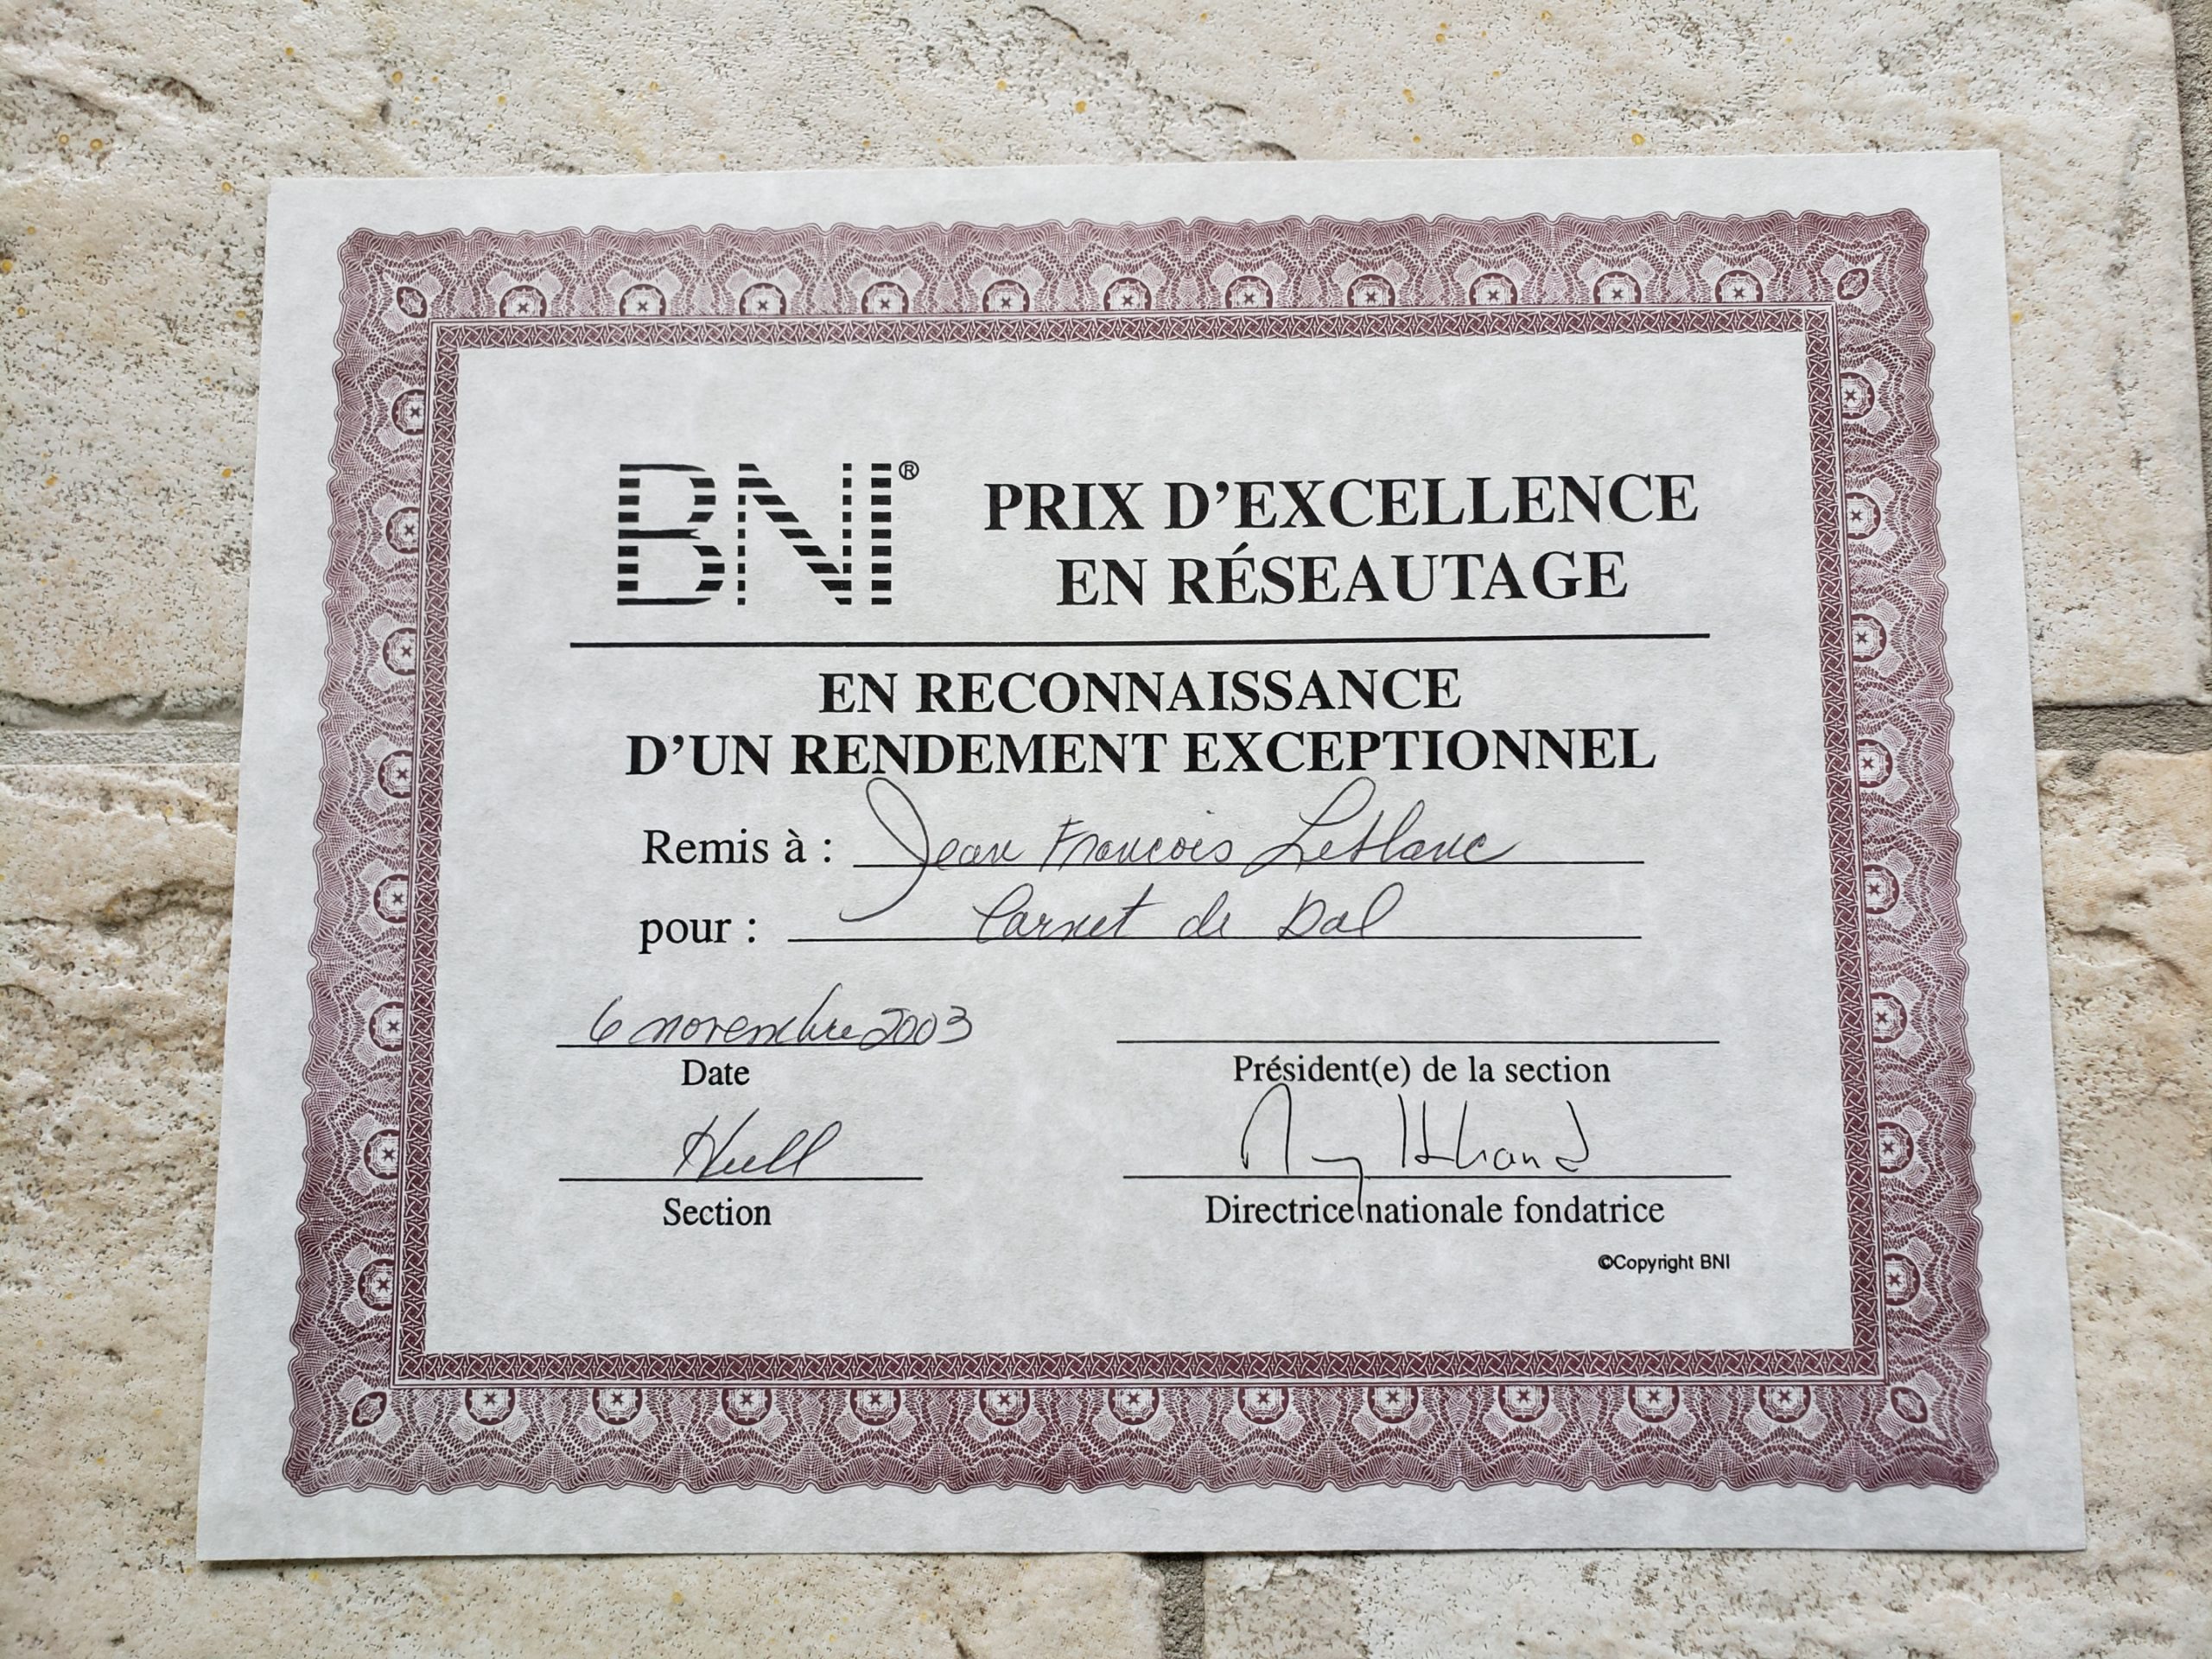 BNI®
PRIX D'EXCELLENCE
EN RÉSEAUTAGE
EN RECONNAISSANCE
D'UN RENDEMENT EXCEPTIONNEL
Remis à : Jean Francois Leblanc
pour : Carnet de Bal
6 novembre 2003
Date
Président(e) de la section
Hull
Section
Directrice nationale fondatrice
©Copyright BNI